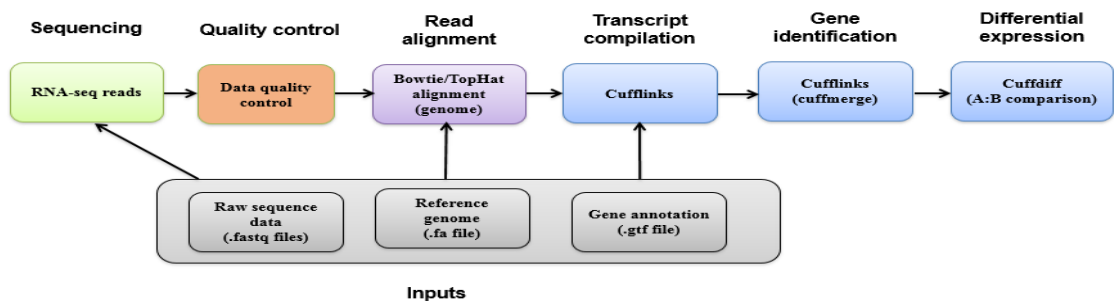 Sequencing
Quality control
Read
alignment
Transcript
compilation
Gene
identification
Differential
expression
RNA-seq reads
Data quality
control
Bowtie/TopHat
alignment
(genome)
Cufflinks
Cufflinks
(cuffmerge)
Cuffdiff
(A:B comparison)
Raw sequence
data
(.fastq files)
Reference
genome
(.fa file)
Gene annotation
(.gtf file)
Inputs